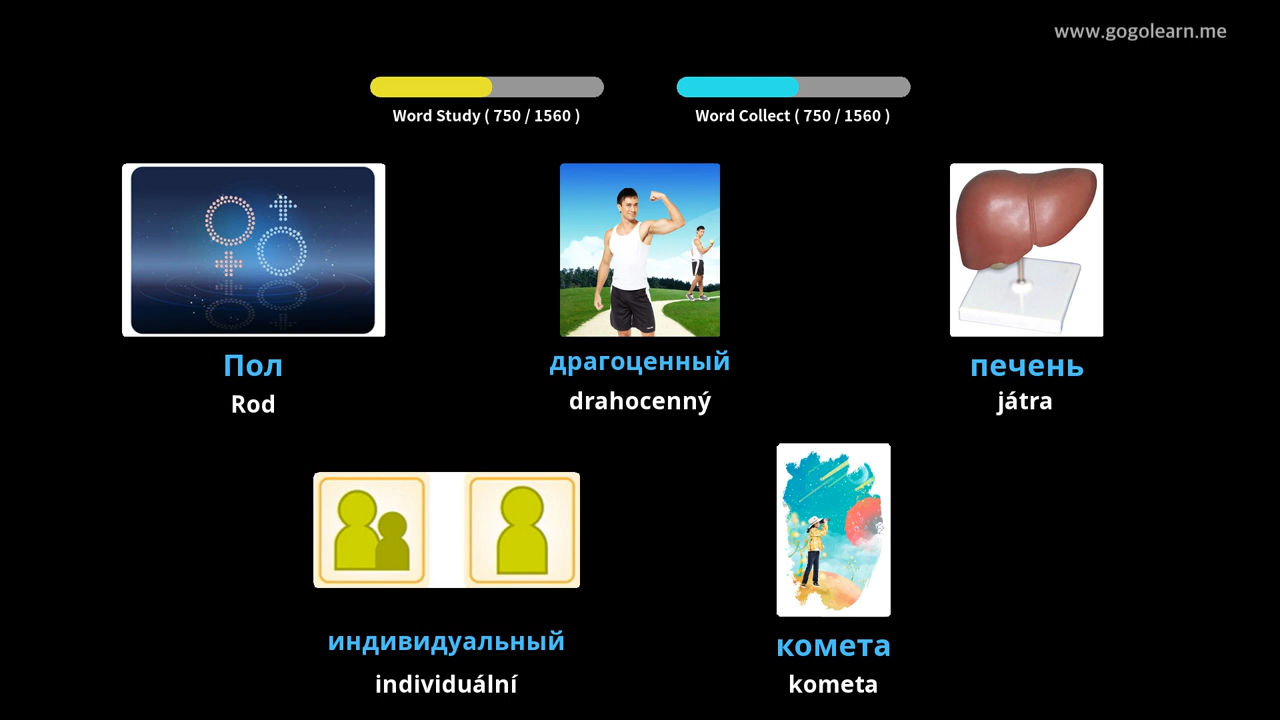 www.gogolearn.me
Word Study ( 750 / 1560 )
Word Collect ( 750 / 1560 )
Пол
Rod
драгоценный
drahocenný
печень
játra
индивидуальный
individuální
комета
kometa